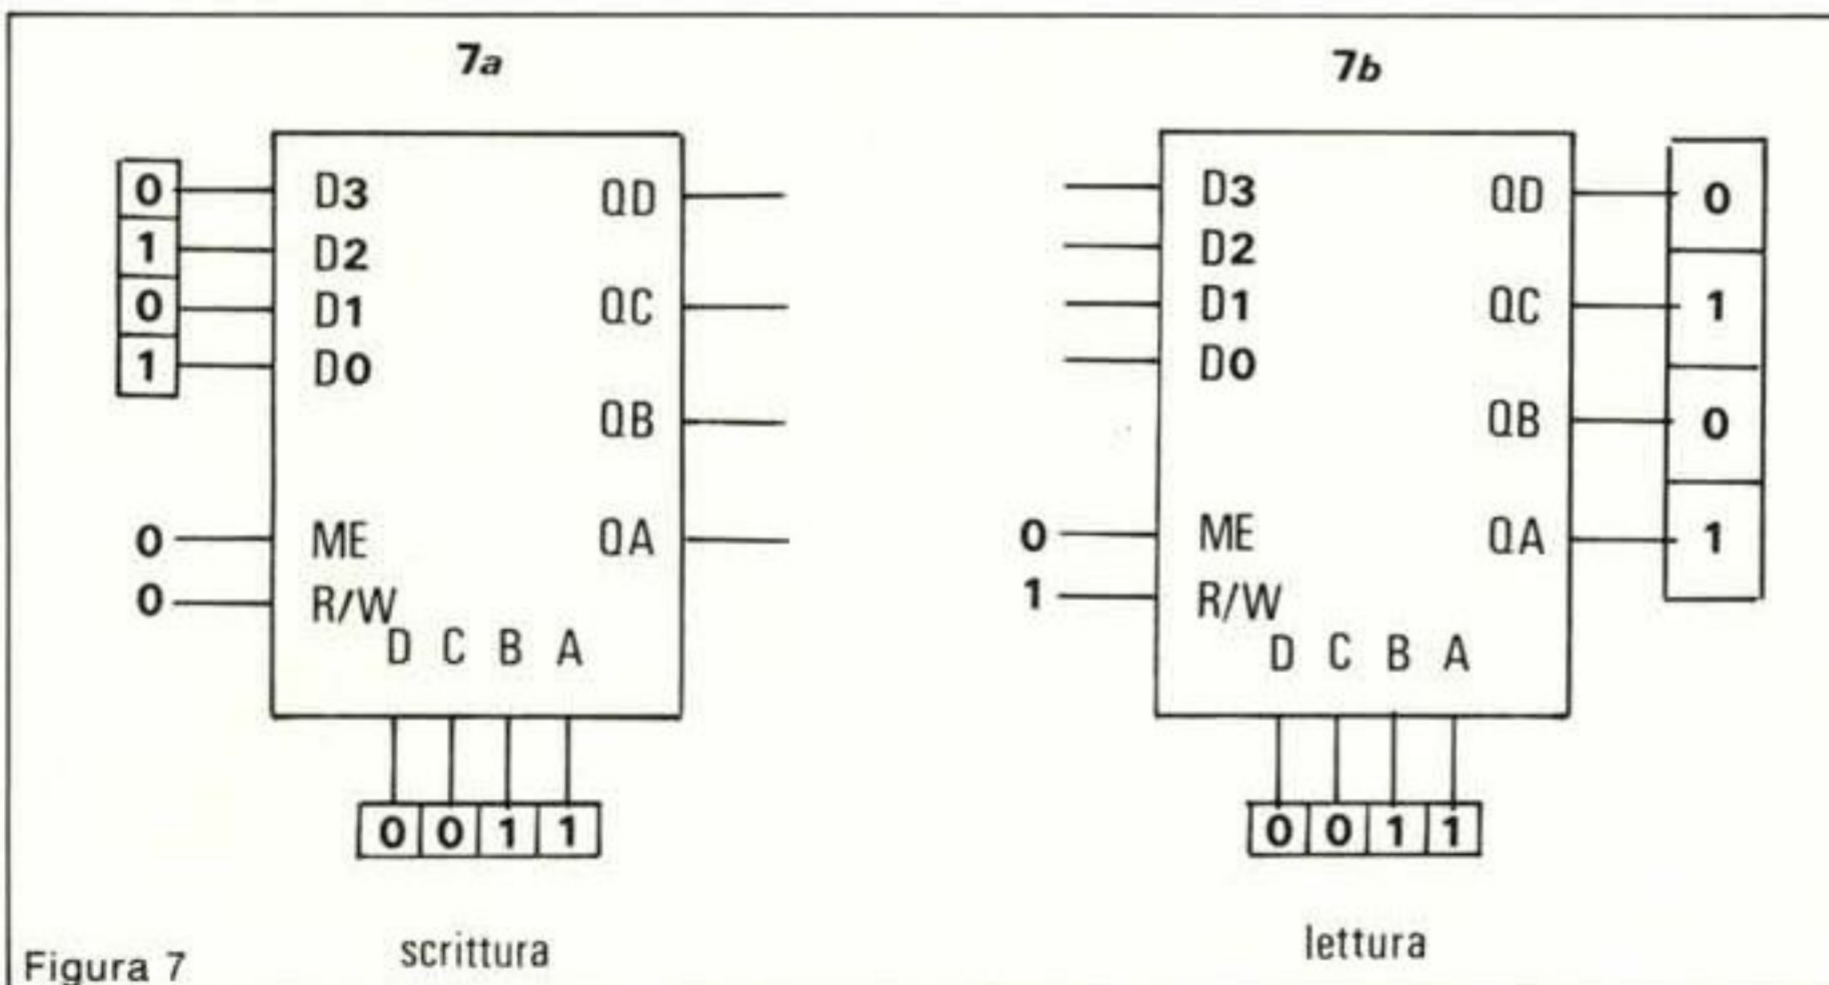 7a
0 D3 QD
1 D2
0 D1 QC
1 D0
QB
0 ME QA
0 R/W
D C B A
0 0 1 1
scrittura
7b
D3 QD 0
D2
D1 QC 1
D0
QB 0
0 ME QA 1
1 R/W
D C B A
0 0 1 1
lettura
Figura 7